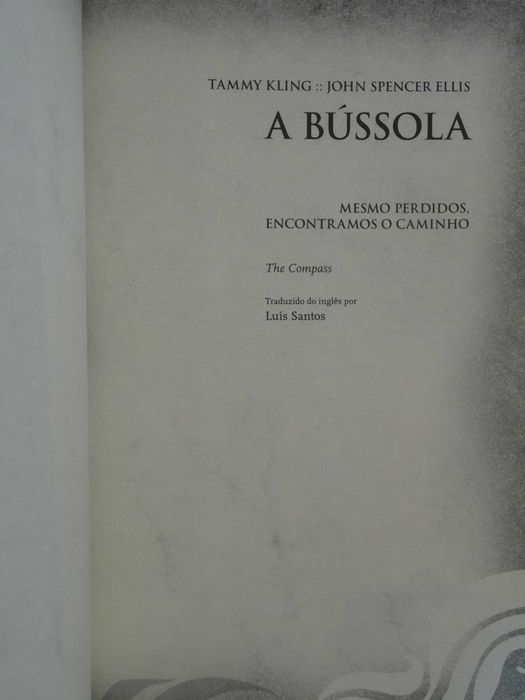 TAMMY KLING :: JOHN SPENCER ELLIS
A BÚSSOLA
MESMO PERDIDOS,
ENCONTRAMOS O CAMINHO
The Compass
Traduzido do inglês por
Luís Santos